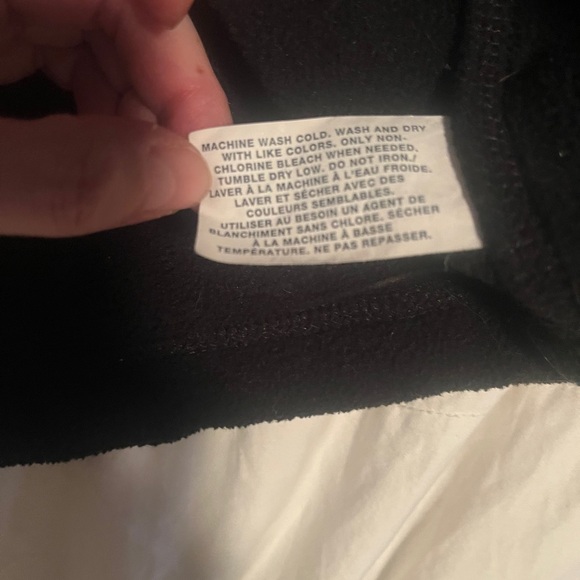 MACHINE WASH COLD. WASH AND DRY
WITH LIKE COLORS. ONLY NON-
CHLORINE BLEACH WHEN NEEDED.
TUMBLE DRY LOW. DO NOT IRON./
LAVER À LA MACHINE À L'EAU FROIDE.
LAVER ET SÉCHER AVEC DES
COULEURS SEMBLABLES.
UTILISER AU BESOIN UN AGENT DE
BLANCHIMENT SANS CHLORE. SÉCHER
À LA MACHINE À BASSE
TEMPÉRATURE. NE PAS REPASSER.